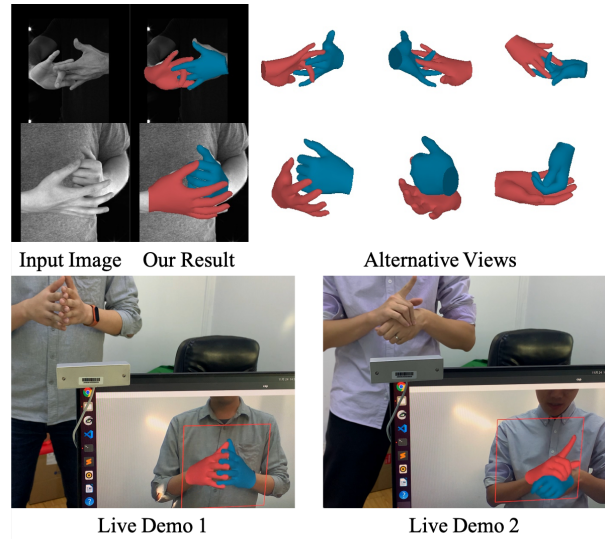 Input Image
Our Result
Alternative Views
Live Demo 1
Live Demo 2